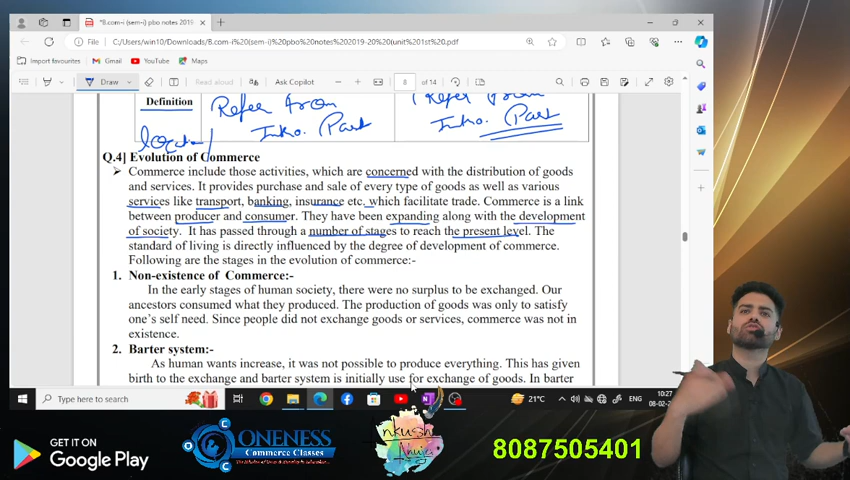 *B.com-i (sem-i) pbo notes 2019-
C:/Users/win10/Downloads/B.com-i%20(sem-i)%20pbo%20notes%202019-20%20(unit%201st%20.pdf
Import favourites
Gmail
YouTube
Maps
Draw
Read aloud
Ask Copilot
8
of 14
Definition
Refer from
Intro. Part
Refer from
Intro. Part
location/
Q.4] Evolution of Commerce
➢ Commerce include those activities, which are concerned with the distribution of goods
and services. It provides purchase and sale of every type of goods as well as various
services like transport, banking, insurance etc. which facilitate trade. Commerce is a link
between producer and consumer. They have been expanding along with the development
of society. It has passed through a number of stages to reach the present level. The
standard of living is directly influenced by the degree of development of commerce.
Following are the stages in the evolution of commerce:-
1. Non-existence of Commerce:-
In the early stages of human society, there were no surplus to be exchanged. Our
ancestors consumed what they produced. The production of goods was only to satisfy
one's self need. Since people did not exchange goods or services, commerce was not in
existence.
2. Barter system:-
As human wants increase, it was not possible to produce everything. This has given
birth to the exchange and barter system is initially use for exchange of goods. In barter
Type here to search
21°C
ENG
10:27
08-02-
GET IT ON
Google Play
ONENESS
Commerce Classes
Ankush
Ahuja
8087505401